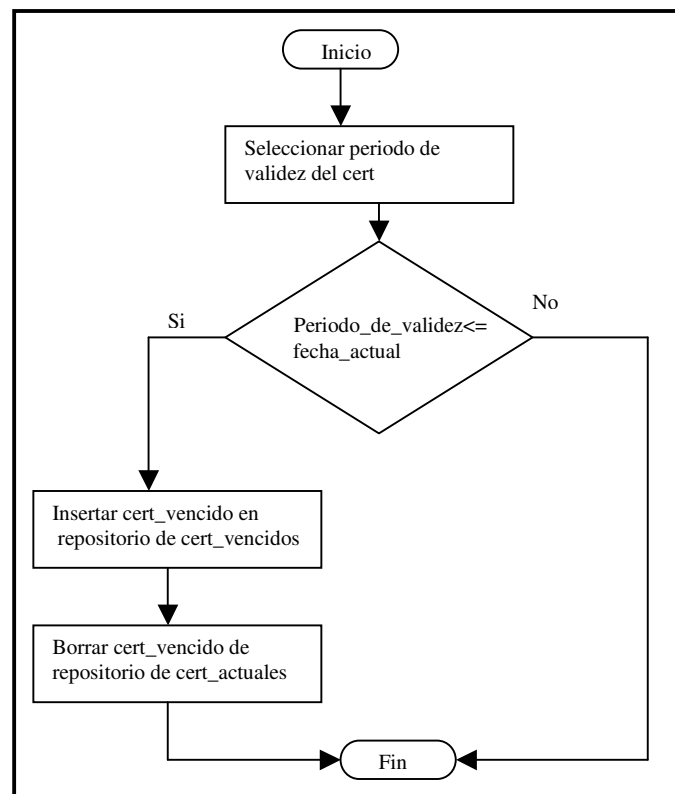 Inicio
Seleccionar periodo de
validez del cert
Si
No
Periodo_de_validez<=
fecha_actual
Insertar cert_vencido en
repositorio de cert_vencidos
Borrar cert_vencido de
repositorio de cert_actuales
Fin